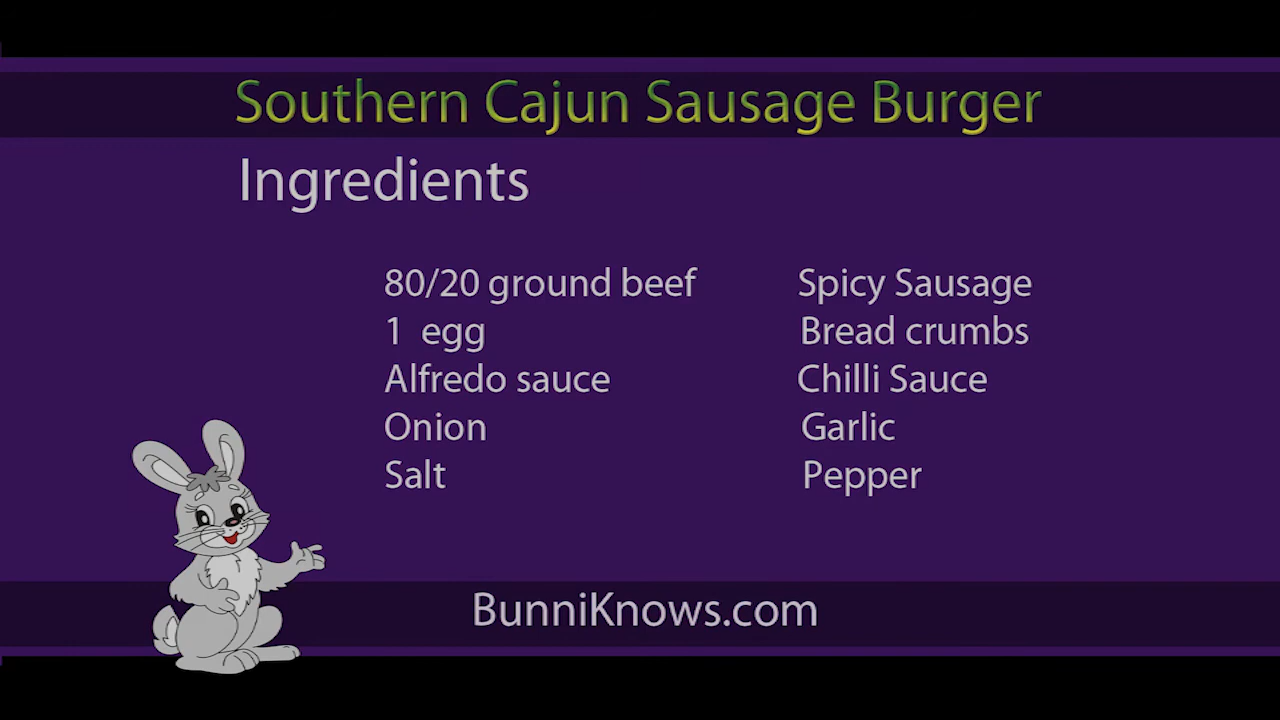 Southern Cajun Sausage Burger
Ingredients
80/20 ground beef
1 egg
Alfredo sauce
Onion
Salt
Spicy Sausage
Bread crumbs
Chilli Sauce
Garlic
Pepper
BunniKnows.com